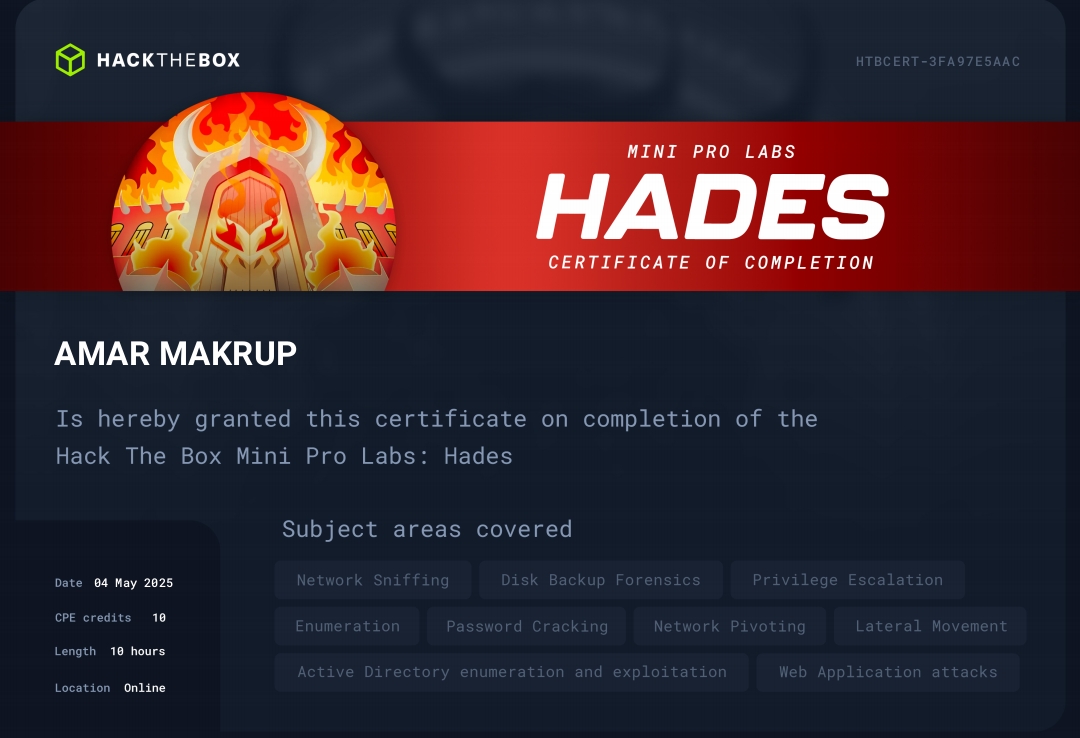 HACKTHEBOX
HTBCERT-3FA97E5AAC
MINI PRO LABS
HADES
CERTIFICATE OF COMPLETION
AMAR MAKRUP
Is hereby granted this certificate on completion of the
Hack The Box Mini Pro Labs: Hades
Subject areas covered
Network Sniffing Disk Backup Forensics Privilege Escalation
Enumeration Password Cracking Network Pivoting Lateral Movement
Active Directory enumeration and exploitation Web Application attacks
Date 04 May 2025
CPE credits 10
Length 10 hours
Location Online